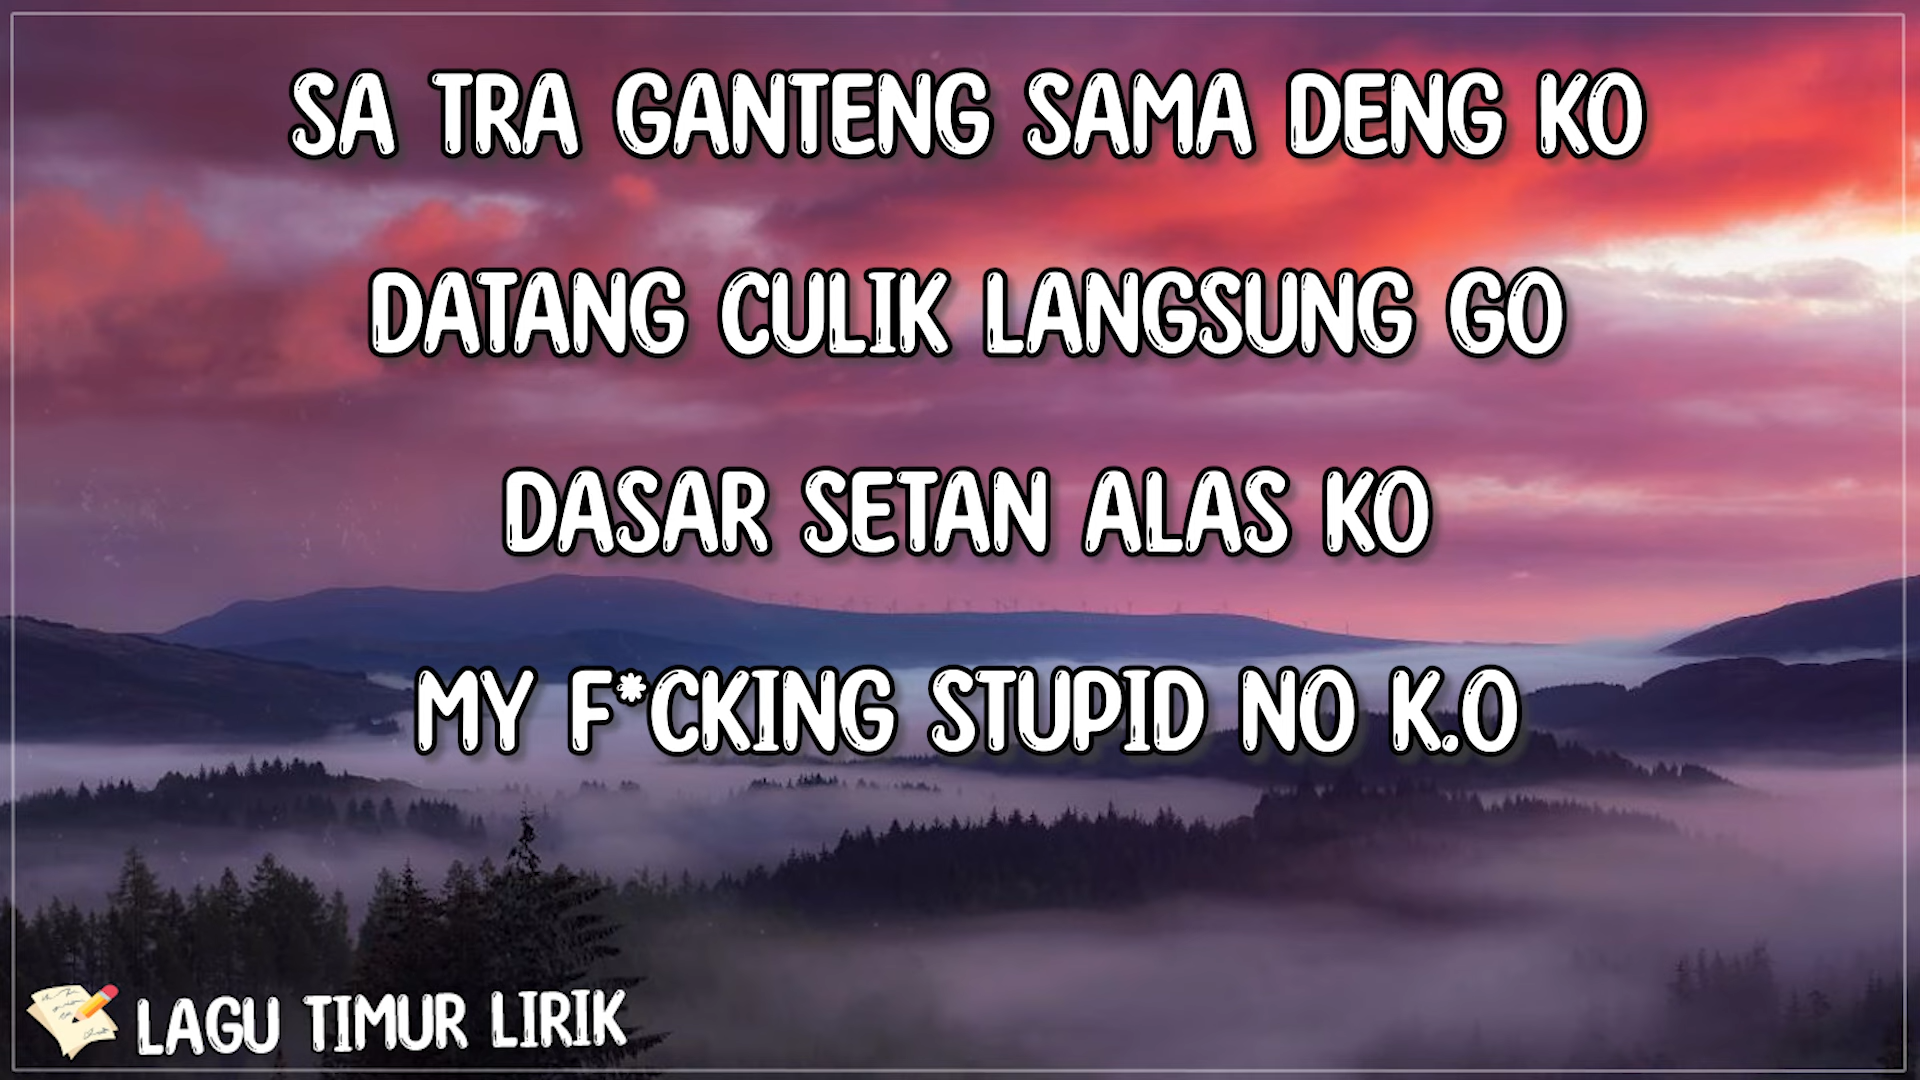 SA TRA GANTENG SAMA DENG KO
DATANG CULIK LANGSUNG GO
DASAR SETAN ALAS KO
MY F*CKING STUPID NO K.O
LAGU TIMUR LIRIK